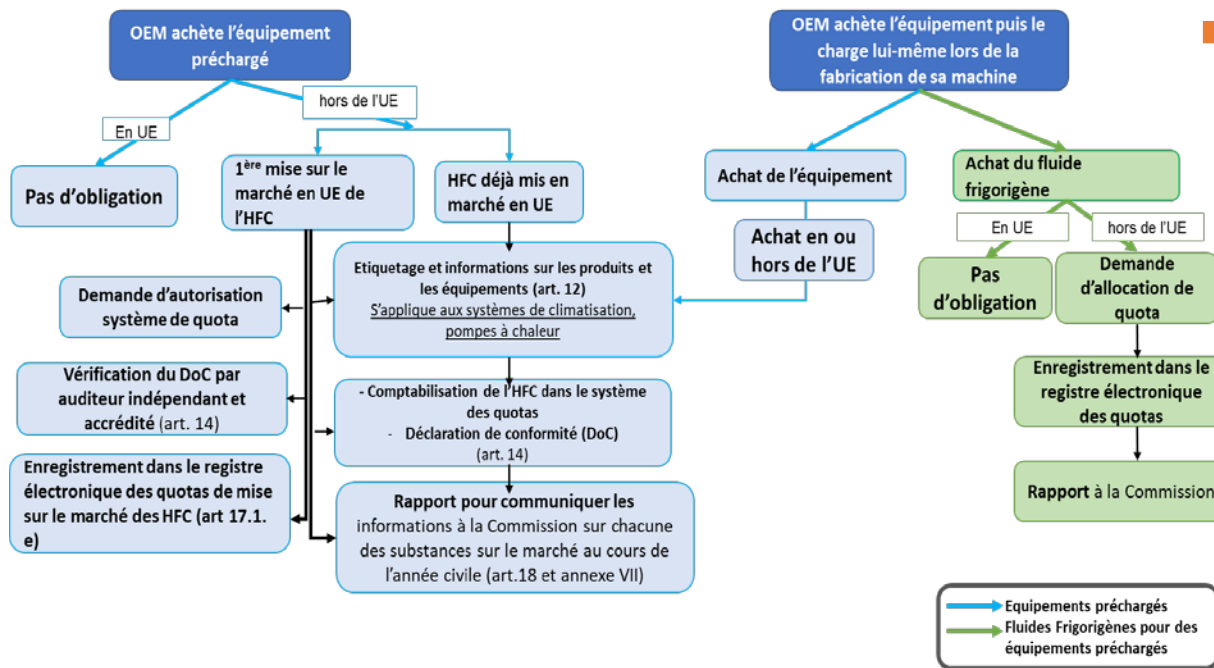 OEM achète l'équipement
préchargé
En UE
hors de l'UE
Pas d'obligation
1ère mise sur le
marché en UE de
l'HFC
HFC déjà mis en
marché en UE
Etiquetage et informations sur les produits et
les équipements (art. 12)
S'applique aux systèmes de climatisation,
pompes à chaleur
Demande d'autorisation
système de quota
Vérification du DoC par
auditeur indépendant et
accrédité (art. 14)
- Comptabilisation de l'HFC dans le système
des quotas
- Déclaration de conformité (DoC)
(art. 14)
Enregistrement dans le registre
électronique des quotas de mise
sur le marché des HFC (art 17.1.
e)
Rapport pour communiquer les
informations à la Commission sur chacune
des substances sur le marché au cours de
l'année civile (art.18 et annexe VII)
OEM achète l'équipement puis le
charge lui-même lors de la
fabrication de sa machine
Achat de l'équipement
Achat en ou
hors de l'UE
Achat du fluide
frigorigène
En UE
hors de l'UE
Pas
d'obligation
Demande
d'allocation de
quota
Enregistrement dans le
registre électronique
des quotas
Rapport à la Commission
Equipements préchargés
Fluides Frigorigènes pour des
équipements préchargés